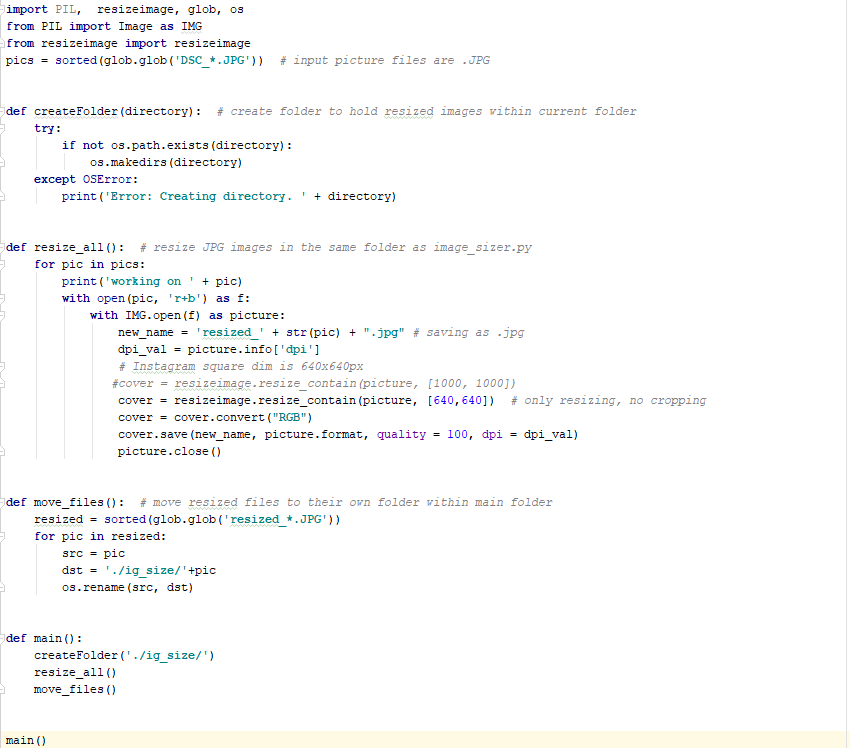 import PIL,  resizeimage, glob, os
from PIL import Image as IMG
from resizeimage import resizeimage
pics = sorted(glob.glob('DSC_*.JPG'))  # input picture files are .JPG
def createFolder(directory):  # create folder to hold resized images within current folder
    try:
        if not os.path.exists(directory):
            os.makedirs(directory)
    except OSError:
        print('Error: Creating directory. ' + directory)
def resize_all():  # resize JPG images in the same folder as image_sizer.py
    for pic in pics:
        print('working on ' + pic)
        with open(pic, 'r+b') as f:
            with IMG.open(f) as picture:
                new_name = 'resized_' + str(pic) + ".jpg" # saving as .jpg
                dpi_val = picture.info['dpi']
                # Instagram square dim is 640x640px
                #cover = resizeimage.resize_contain(picture, [1000, 1000])
                cover = resizeimage.resize_contain(picture, [640,640])  # only resizing, no cropping
                cover = cover.convert("RGB")
                cover.save(new_name, picture.format, quality = 100, dpi = dpi_val)
                picture.close()
def move_files():  # move resized files to their own folder within main folder
    resized = sorted(glob.glob('resized_*.JPG'))
    for pic in resized:
        src = pic
        dst = './ig_size/'+pic
        os.rename(src, dst)
def main():
    createFolder('./ig_size/')
    resize_all()
    move_files()
main()